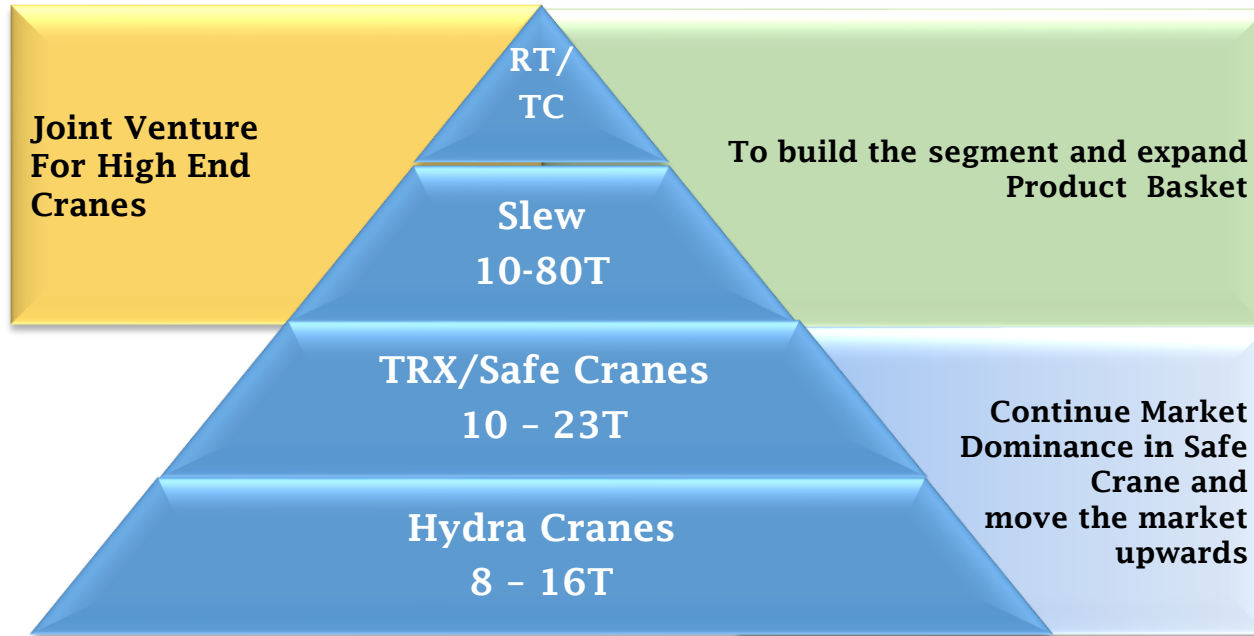 RT/
TC
Joint Venture
For High End
Cranes
To build the segment and expand
Product Basket
Slew
10-80T
TRX/Safe Cranes
10 – 23T
Continue Market
Dominance in Safe
Crane and
move the market
upwards
Hydra Cranes
8 – 16T